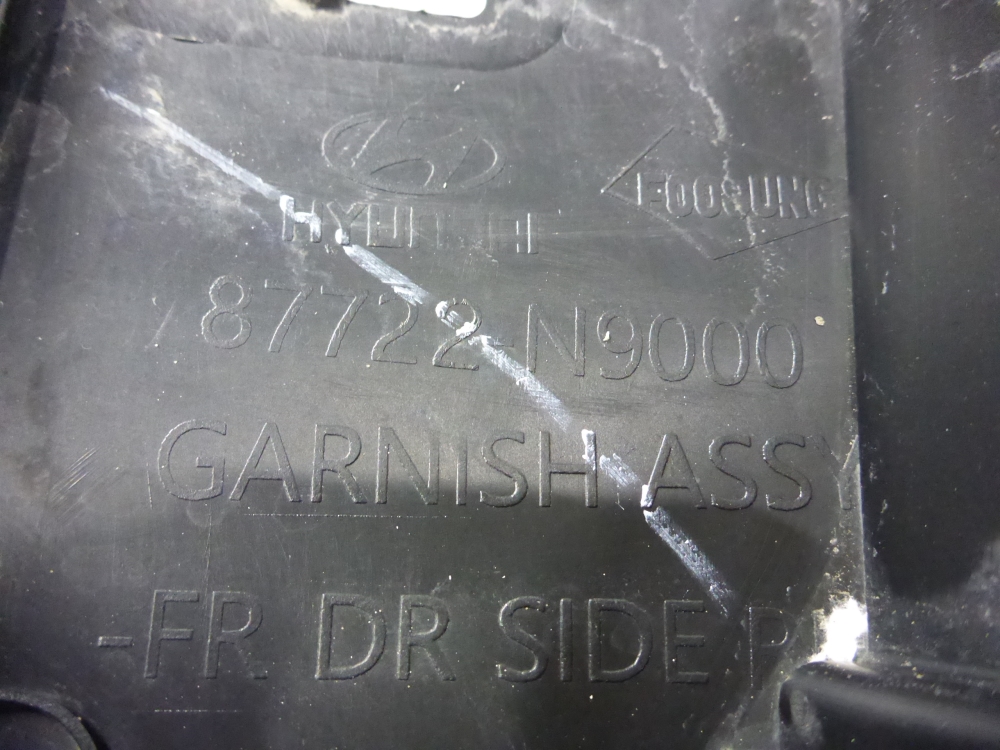 HYUNDAI
FOOSUNG
87722-N9000
GARNISH ASSY
-FR DR SIDE R